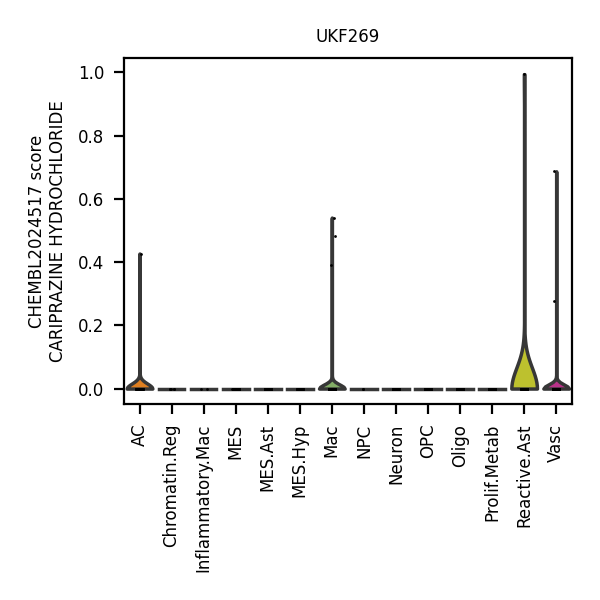 UKF269
CHEMBL2024517 score
CARIPRAZINE HYDROCHLORIDE
1.0
0.8
0.6
0.4
0.2
0.0
AC
Chromatin.Reg
Inflammatory.Mac
MES
MES.Ast
MES.Hyp
Mac
NPC
Neuron
OPC
Oligo
Prolif.Metab
Reactive.Ast
Vasc